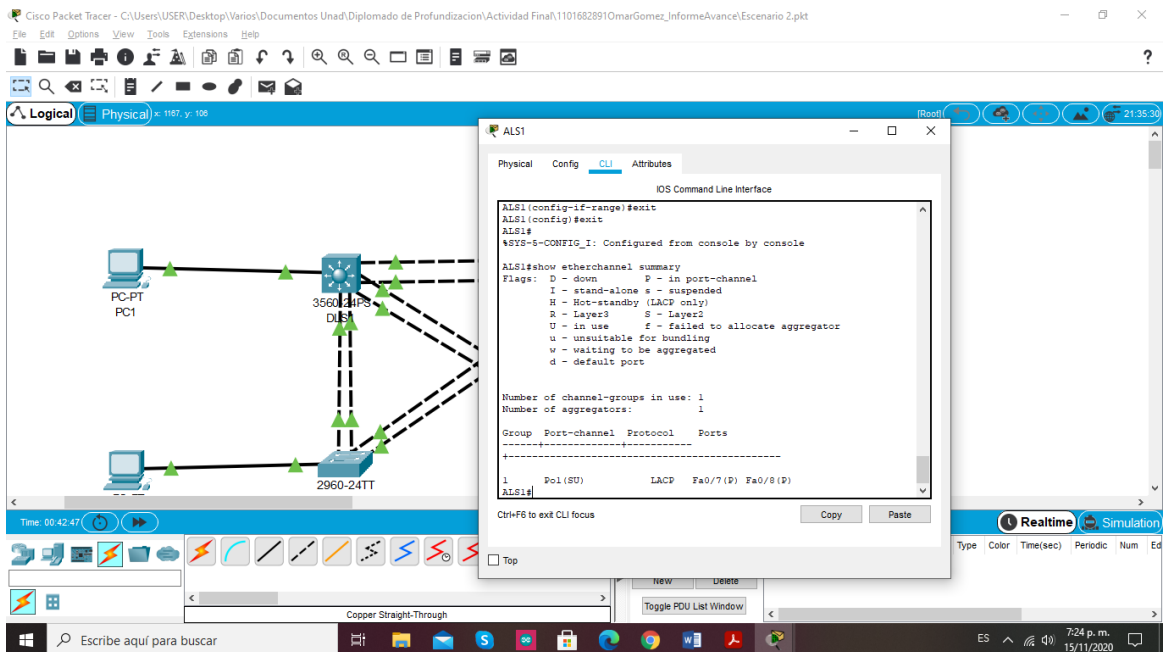 Cisco Packet Tracer - C:\Users\USER\Desktop\Varios\Documentos Unad\Diplomado de Profundizacion\Actividad Final\1101682891OmarGomez_InformeAvance\Escenario 2.pkt
File Edit Options View Tools Extensions Help
?
Logical Physical x: 1167, y: 106 [Root] 21:35:30
PC-PT
PC1
3560-24PS
DLS1
2960-24TT
ALS1
Physical Config CLI Attributes
IOS Command Line Interface
ALS1(config-if-range)#exit
ALS1(config)#exit
ALS1#
%SYS-5-CONFIG_I: Configured from console by console
ALS1#show etherchannel summary
Flags: D - down P - in port-channel
I - stand-alone s - suspended
H - Hot-standby (LACP only)
R - Layer3 S - Layer2
U - in use f - failed to allocate aggregator
u - unsuitable for bundling
w - waiting to be aggregated
d - default port
Number of channel-groups in use: 1
Number of aggregators: 1
Group Port-channel Protocol Ports
------+-------------+-----------
+----------------------------------------------
1 Po1(SU) LACP Fa0/7(P) Fa0/8(P)
ALS1#
Ctrl+F6 to exit CLI focus Copy Paste
Top
Time: 00:42:47 Realtime Simulation
Type Color Time(sec) Periodic Num Ed
New Delete
Toggle PDU List Window
Copper Straight-Through
Escribe aquí para buscar
ES 7:24 p. m.
15/11/2020